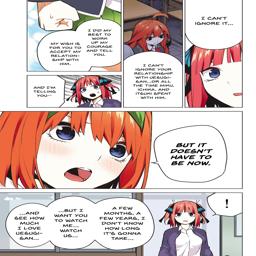 I CAN'T
IGNORE IT...
I CAN'T
IGNORE YOUR
RELATIONSHIP
WITH
UESUGI-
SAN...OR ALL
THE TIME MIKU,
ICHIKA, AND
ITSUKI SPENT
WITH HIM.
I DID MY
BEST TO
WORK UP
MY COURAGE
AND TELL
YOU.
MY WISH IS
FOR YOU TO
ACCEPT MY
RELATION-
SHIP WITH
HIM.
AND I'M
TELLING
YOU--
BUT IT
DOESN'T
HAVE TO
BE NOW.
!
A FEW
MONTHS, A
FEW YEARS, I
DON'T KNOW
HOW LONG
IT'S GONNA
TAKE...
...BUT I
WANT YOU
TO WATCH
ME....
WATCH
US....
...AND
SEE HOW
MUCH
I LOVE
UESUGI-
SAN...